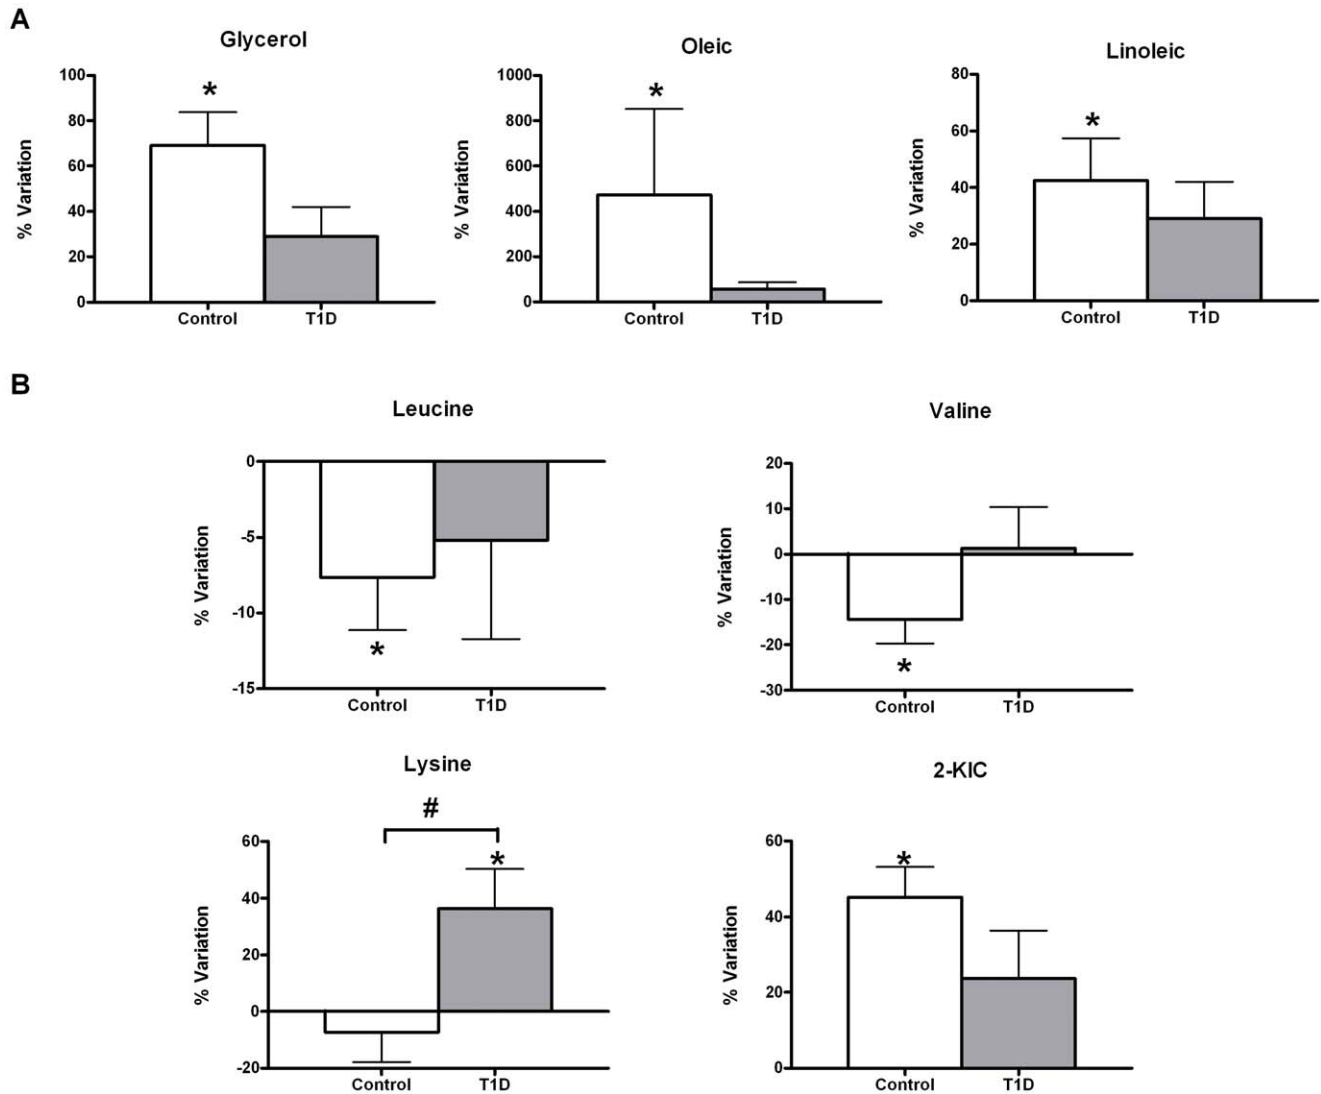 A
Glycerol
Oleic
Linoleic
% Variation
100
80
60
40
20
0
*
Control
T1D
% Variation
1000
800
600
400
200
0
*
Control
T1D
% Variation
80
60
40
20
0
*
Control
T1D
B
Leucine
Valine
% Variation
0
-5
-10
-15
*
Control
T1D
% Variation
20
10
0
-10
-20
-30
*
Control
T1D
Lysine
2-KIC
#
% Variation
60
40
20
0
-20
*
Control
T1D
% Variation
60
40
20
0
*
Control
T1D